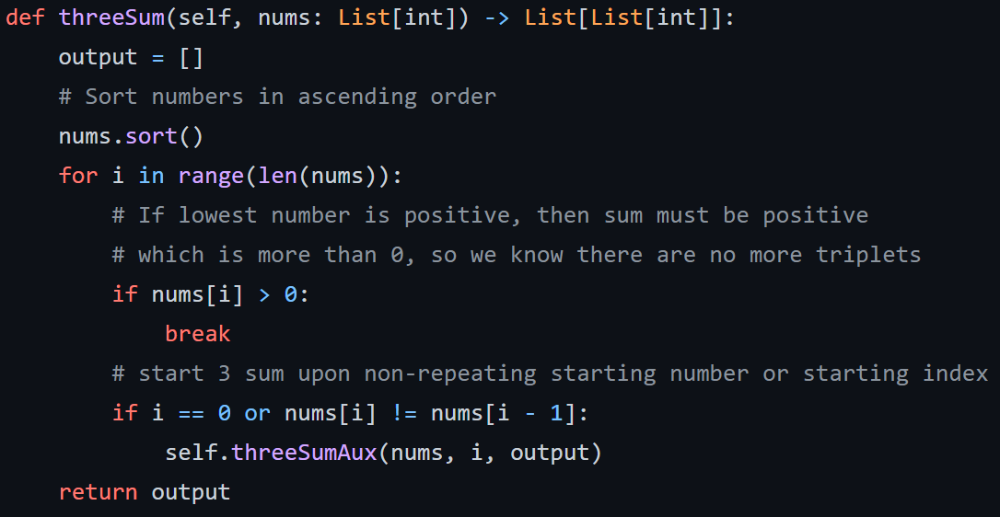 def threeSum(self, nums: List[int]) -> List[List[int]]:
    output = []
    # Sort numbers in ascending order
    nums.sort()
    for i in range(len(nums)):
        # If lowest number is positive, then sum must be positive
        # which is more than 0, so we know there are no more triplets
        if nums[i] > 0:
            break
        # start 3 sum upon non-repeating starting number or starting index
        if i == 0 or nums[i] != nums[i - 1]:
            self.threeSumAux(nums, i, output)
    return output